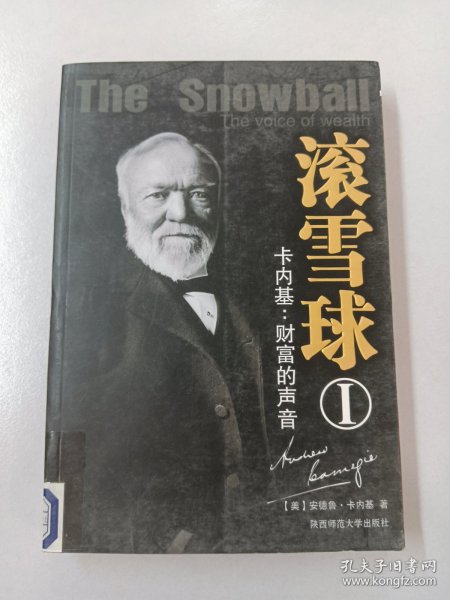 The Snowball
The voice of wealth
滚雪球
Ⅰ
卡内基：财富的声音
Andrew
Carnegie
【美】安德鲁·卡内基 著
陕西师范大学出版社
孔夫子旧书网
www.kongfz.com